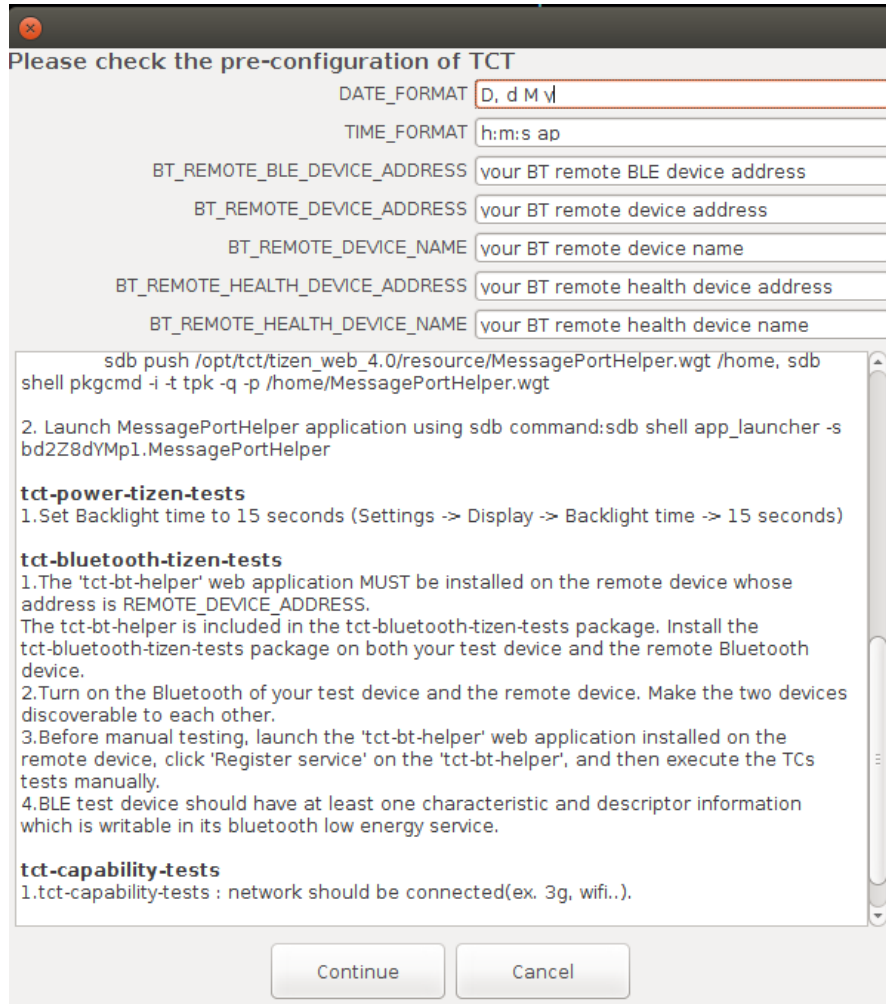 Please check the pre-configuration of TCT
DATE_FORMAT D, d M y
TIME_FORMAT h:m:s ap
BT_REMOTE_BLE_DEVICE_ADDRESS your BT remote BLE device address
BT_REMOTE_DEVICE_ADDRESS your BT remote device address
BT_REMOTE_DEVICE_NAME your BT remote device name
BT_REMOTE_HEALTH_DEVICE_ADDRESS your BT remote health device address
BT_REMOTE_HEALTH_DEVICE_NAME your BT remote health device name
sdb push /opt/tct/tizen_web_4.0/resource/MessagePortHelper.wgt /home, sdb
shell pkgcmd -i -t tpk -q -p /home/MessagePortHelper.wgt
2. Launch MessagePortHelper application using sdb command:sdb shell app_launcher -s
bd2Z8dYMp1.MessagePortHelper
tct-power-tizen-tests
1.Set Backlight time to 15 seconds (Settings -> Display -> Backlight time -> 15 seconds)
tct-bluetooth-tizen-tests
1.The 'tct-bt-helper' web application MUST be installed on the remote device whose
address is REMOTE_DEVICE_ADDRESS.
The tct-bt-helper is included in the tct-bluetooth-tizen-tests package. Install the
tct-bluetooth-tizen-tests package on both your test device and the remote Bluetooth
device.
2.Turn on the Bluetooth of your test device and the remote device. Make the two devices
discoverable to each other.
3.Before manual testing, launch the 'tct-bt-helper' web application installed on the
remote device, click 'Register service' on the 'tct-bt-helper', and then execute the TCs
tests manually.
4.BLE test device should have at least one characteristic and descriptor information
which is writable in its bluetooth low energy service.
tct-capability-tests
1.tct-capability-tests : network should be connected(ex. 3g, wifi..).
Continue
Cancel